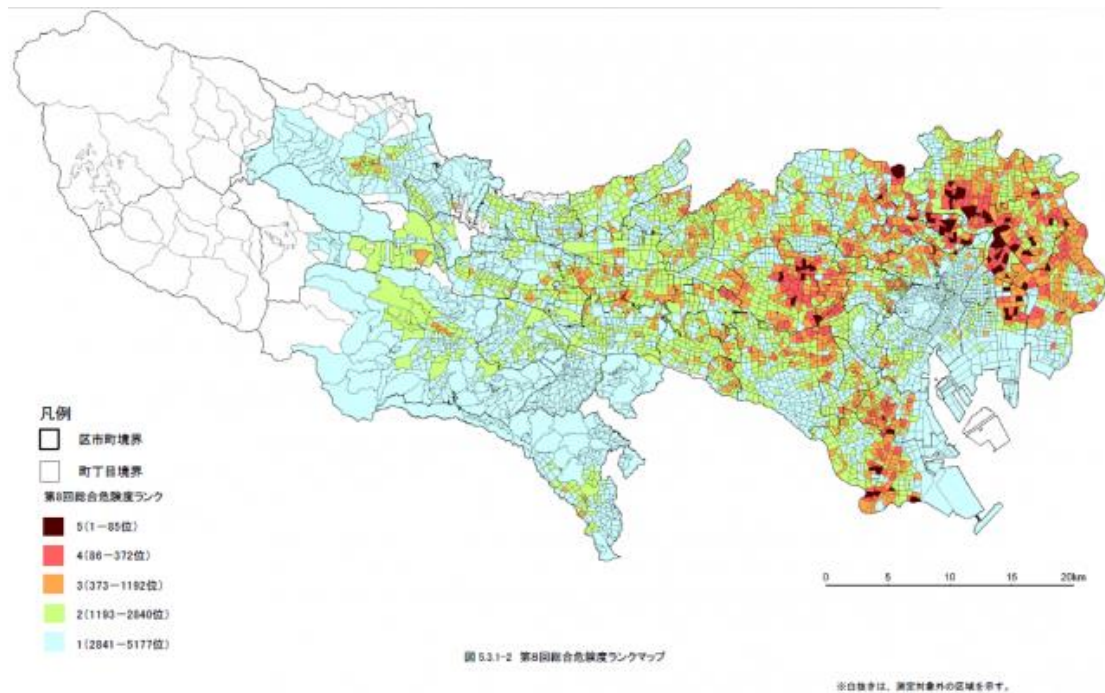 凡例
区市町境界
町丁目境界
第8回総合危険度ランク
5(1-85位)
4(86-372位)
3(373-1192位)
2(1193-2840位)
1(2841-5177位)
0 5 10 15 20km
図 5.3.1-2 第8回総合危険度ランクマップ
※白抜きは、測定対象外の区域を示す。